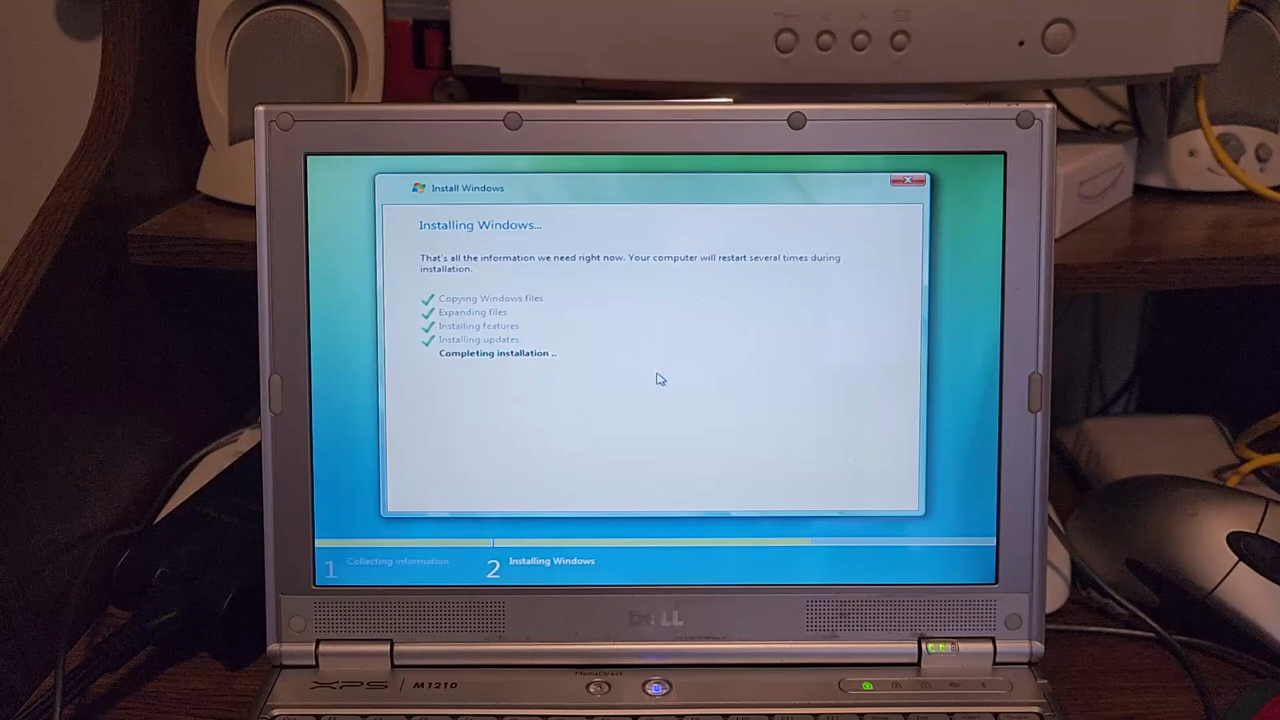 Install Windows
Installing Windows...
That's all the information we need right now. Your computer will restart several times during
installation.
Copying Windows files
Expanding files
Installing features
Installing updates
Completing installation ..
1 Collecting information
2 Installing Windows
DELL
MediaDirect
XPS | M1210